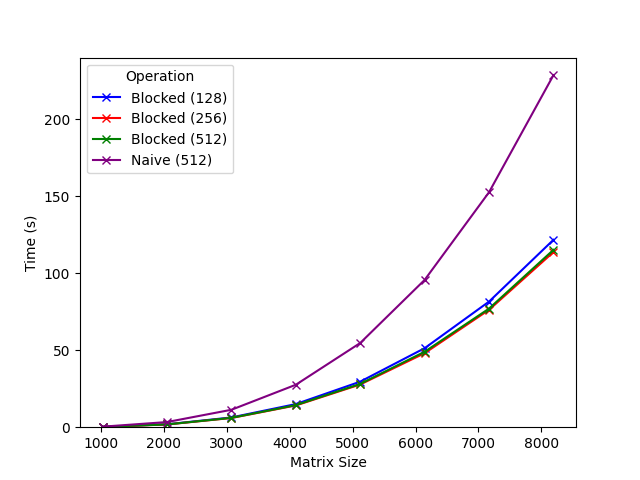 Operation
Blocked (128)
Blocked (256)
Blocked (512)
Naive (512)
200
150
100
50
0
Time (s)
1000 2000 3000 4000 5000 6000 7000 8000
Matrix Size